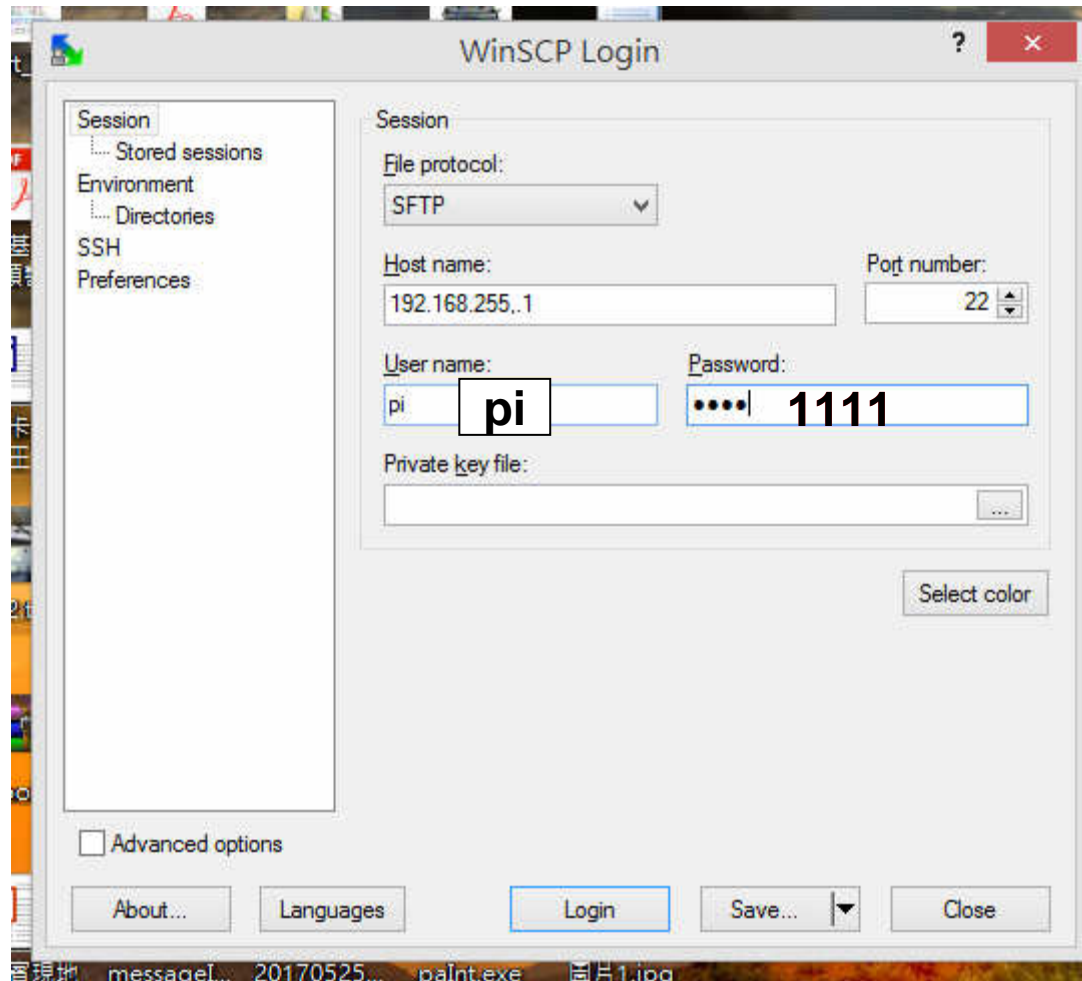 WinSCP Login
?
Session
Stored sessions
Environment
Directories
SSH
Preferences
Session
File protocol:
SFTP
Host name:
Port number:
192.168.255,.1
22
User name:
Password:
pi
pi
•••• 1111
Private key file:
...
Select color
Advanced options
About...
Languages
Login
Save...
Close
messageI... 20170525... paInt.exe 圖片1.jpg